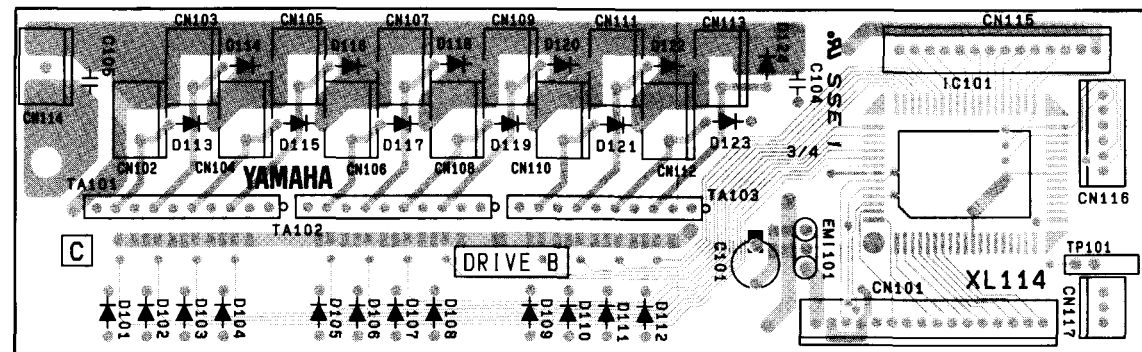 CN103 CN105 CN107 CN109 CN111 CN113 CN115
C105 D114 D116 D118 D120 D122 C104 SSE 1 IC101
CN114
D113 D115 D117 D119 D121 D123 3/4
CN102 CN104 CN106 CN108 CN110 CN112
YAMAHA
TA101 TA103 CN116
TA102
C DRIVE B C101 EMI101 TP101
CN101 XL114 CN117
D101 D102 D103 D104 D105 D106 D107 D108 D109 D110 D111 D112